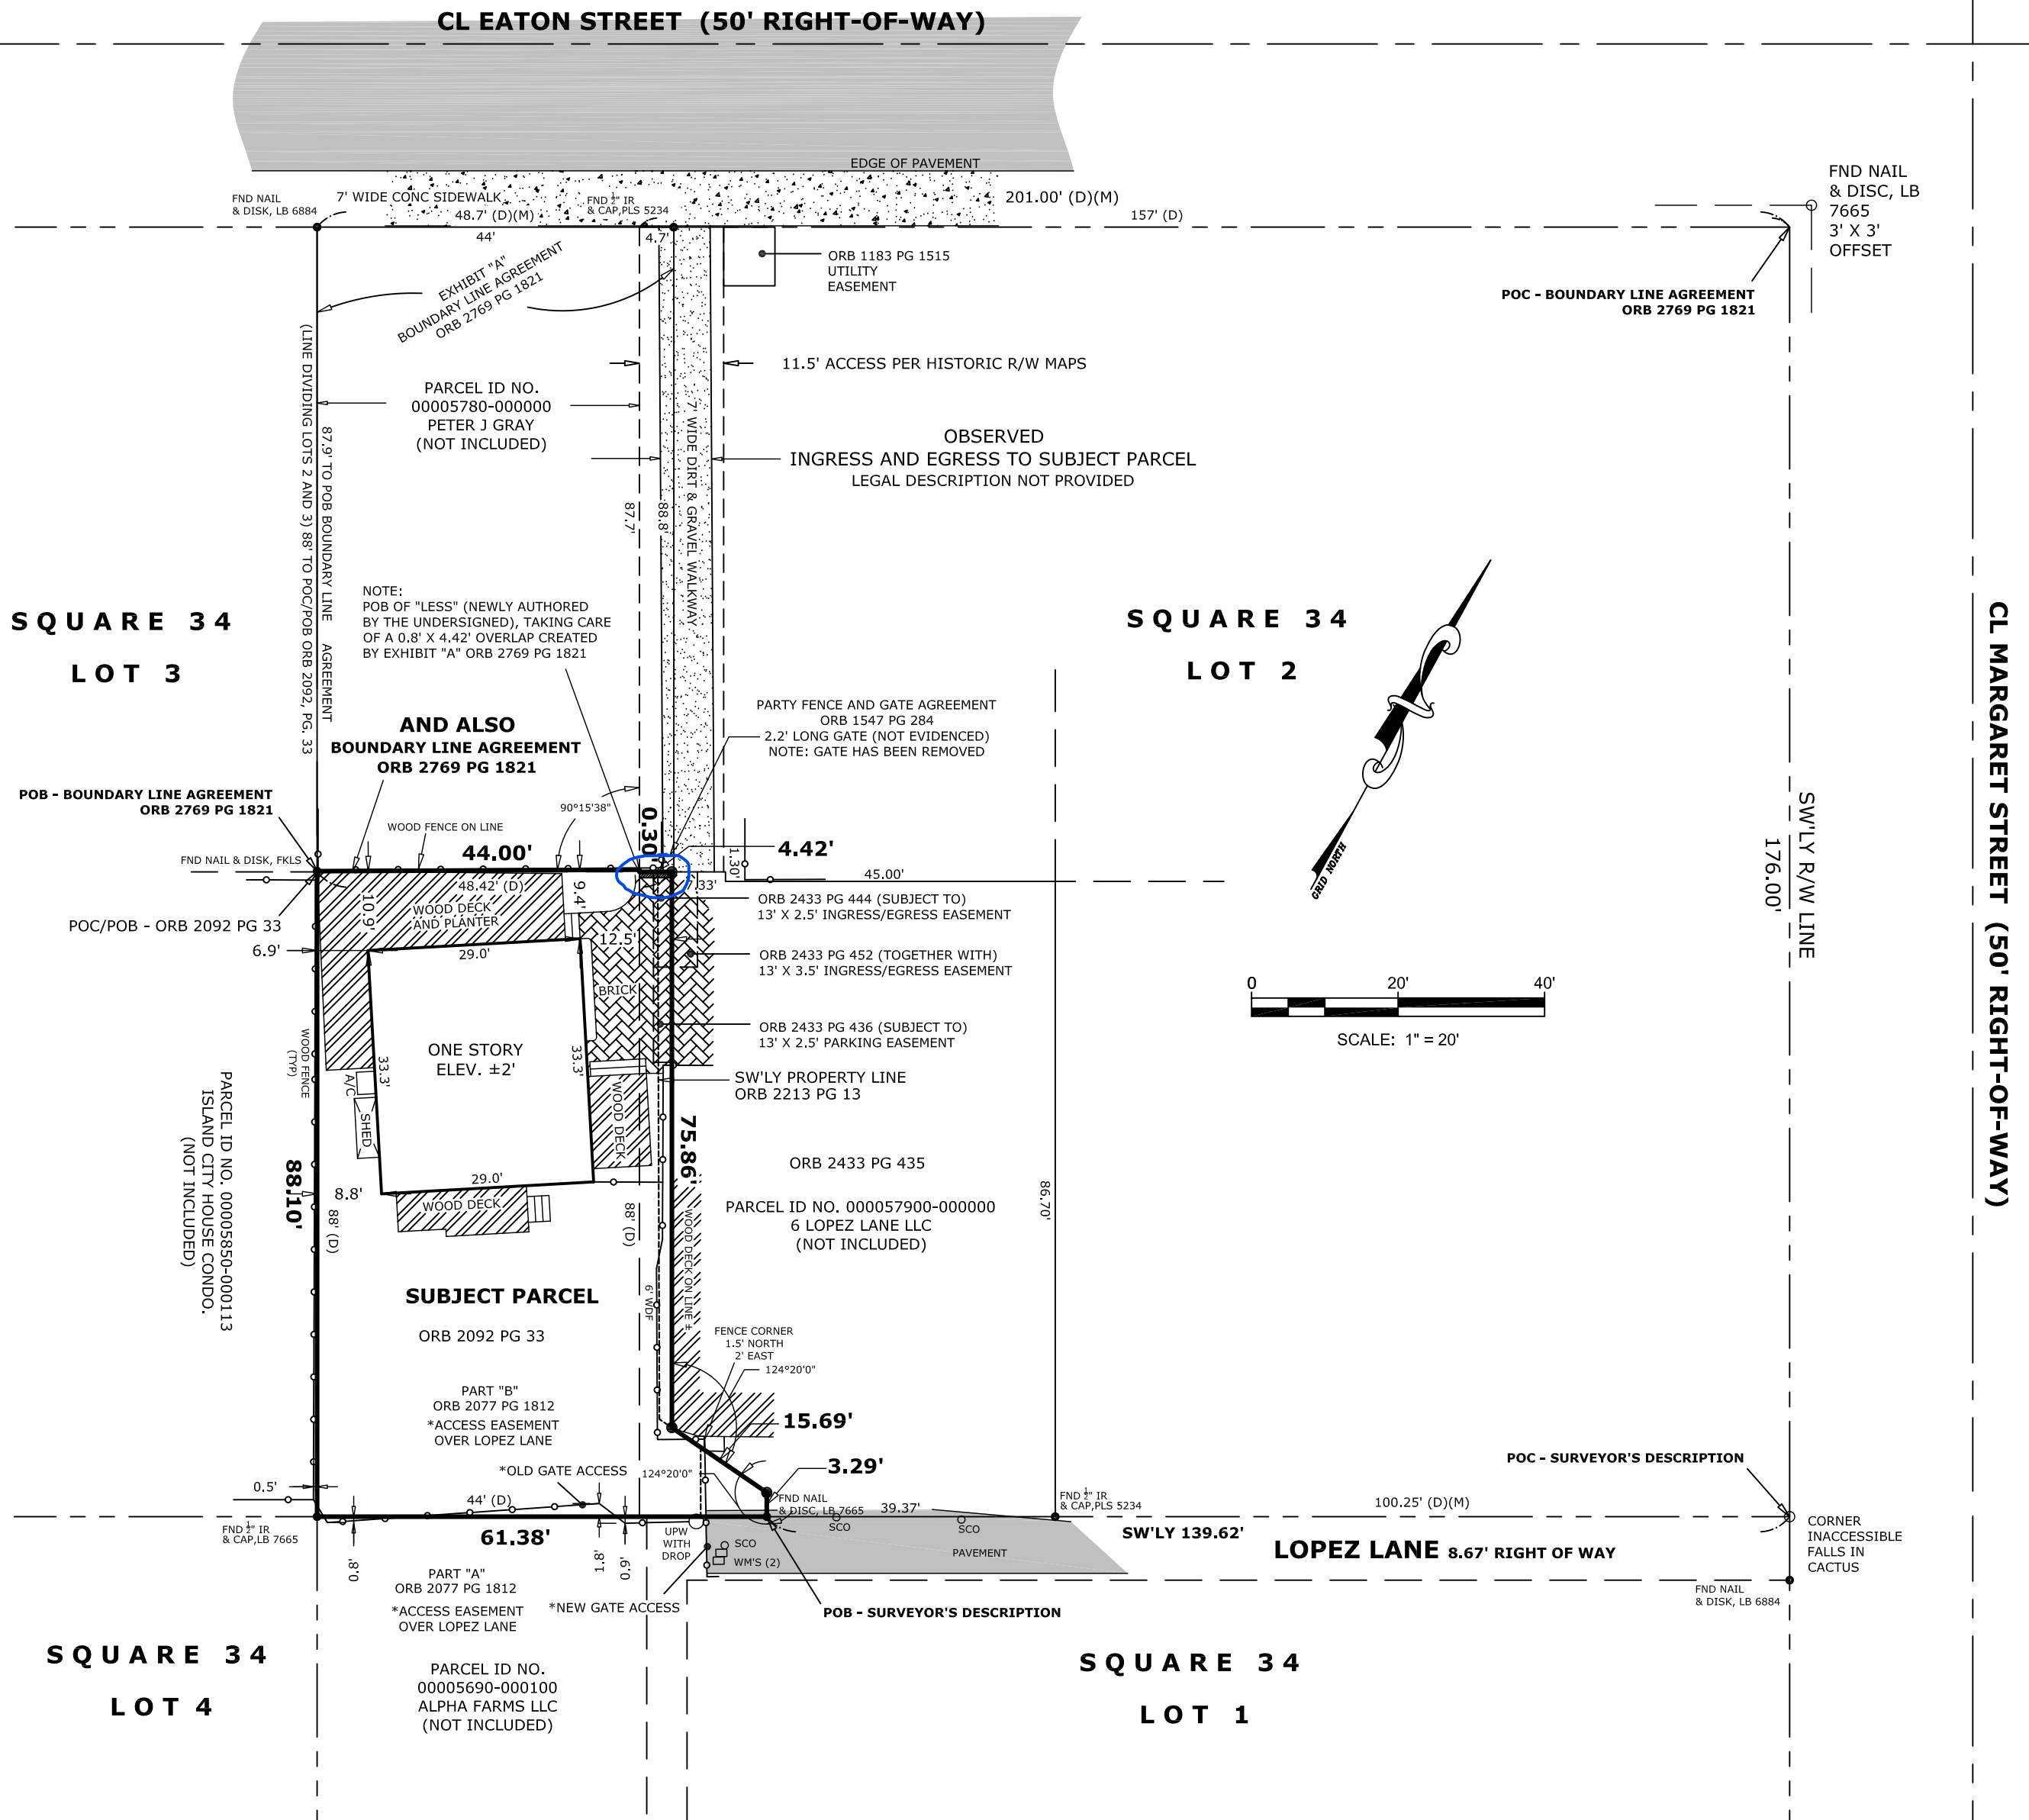 CL EATON STREET (50' RIGHT-OF-WAY)
EDGE OF PAVEMENT
FND NAIL
& DISK, LB 6884
7' WIDE CONC SIDEWALK
FND ½" IR
& CAP,PLS 5234
48.7' (D)(M)
201.00' (D)(M)
157' (D)
44'
4.7'
FND NAIL
& DISC, LB
7665
3' X 3'
OFFSET
EXHIBIT "A"
BOUNDARY LINE AGREEMENT
ORB 2769 PG 1821
ORB 1183 PG 1515
UTILITY
EASEMENT
POC - BOUNDARY LINE AGREEMENT
ORB 2769 PG 1821
11.5' ACCESS PER HISTORIC R/W MAPS
(LINE DIVIDING LOTS 2 AND 3) 88' TO POC/POB ORB 2092, PG. 33
87.9' TO POB BOUNDARY LINE AGREEMENT
PARCEL ID NO.
00005780-000000
PETER J GRAY
(NOT INCLUDED)
7' WIDE DIRT & GRAVEL WALKWAY
OBSERVED
INGRESS AND EGRESS TO SUBJECT PARCEL
LEGAL DESCRIPTION NOT PROVIDED
87.7'
88.8'
NOTE:
POB OF "LESS" (NEWLY AUTHORED
BY THE UNDERSIGNED), TAKING CARE
OF A 0.8' X 4.42' OVERLAP CREATED
BY EXHIBIT "A" ORB 2769 PG 1821
SQUARE 34
LOT 3
SQUARE 34
LOT 2
CL MARGARET STREET (50' RIGHT-OF-WAY)
PARTY FENCE AND GATE AGREEMENT
ORB 1547 PG 284
2.2' LONG GATE (NOT EVIDENCED)
NOTE: GATE HAS BEEN REMOVED
AND ALSO
BOUNDARY LINE AGREEMENT
ORB 2769 PG 1821
POB - BOUNDARY LINE AGREEMENT
ORB 2769 PG 1821
90°15'38"
0.30'
WOOD FENCE ON LINE
44.00'
4.42'
1.30'
FND NAIL & DISK, FKLS
GRID NORTH
SW'LY R/W LINE
176.00'
48.42' (D)
7.33'
45.00'
10.9'
WOOD DECK
AND PLANTER
9.4'
ORB 2433 PG 444 (SUBJECT TO)
13' X 2.5' INGRESS/EGRESS EASEMENT
POC/POB - ORB 2092 PG 33
6.9'
29.0'
12.5'
ORB 2433 PG 452 (TOGETHER WITH)
13' X 3.5' INGRESS/EGRESS EASEMENT
BRICK
0
20'
40'
SCALE: 1" = 20'
ORB 2433 PG 436 (SUBJECT TO)
13' X 2.5' PARKING EASEMENT
WOOD FENCE
(TYP)
ONE STORY
ELEV. ±2'
33.3'
33.3'
A/C
SHED
WOOD DECK
SW'LY PROPERTY LINE
ORB 2213 PG 13
PARCEL ID NO. 00005850-000113
ISLAND CITY HOUSE CONDO.
(NOT INCLUDED)
75.86'
88.10'
88' (D)
8.8'
29.0'
WOOD DECK
88' (D)
ORB 2433 PG 435
PARCEL ID NO. 000057900-000000
6 LOPEZ LANE LLC
(NOT INCLUDED)
86.70'
WOOD DECK ON LINE ±
6' WDF
SUBJECT PARCEL
ORB 2092 PG 33
FENCE CORNER
1.5' NORTH
2' EAST
124°20'0"
PART "B"
ORB 2077 PG 1812
*ACCESS EASEMENT
OVER LOPEZ LANE
15.69'
*OLD GATE ACCESS
124°20'0"
3.29'
POC - SURVEYOR'S DESCRIPTION
0.5'
44' (D)
FND NAIL
& DISC, LB 7665
39.37'
FND ½" IR
& CAP,PLS 5234
100.25' (D)(M)
FND ½" IR
& CAP,LB 7665
61.38'
UPW
WITH
DROP
SCO
SCO
SCO
WM'S (2)
PAVEMENT
SW'LY 139.62'
LOPEZ LANE 8.67' RIGHT OF WAY
CORNER
INACCESSIBLE
FALLS IN
CACTUS
0.8'
1.8'
0.9'
PART "A"
ORB 2077 PG 1812
*ACCESS EASEMENT
OVER LOPEZ LANE
*NEW GATE ACCESS
POB - SURVEYOR'S DESCRIPTION
FND NAIL
& DISK, LB 6884
SQUARE 34
LOT 4
PARCEL ID NO.
00005690-000100
ALPHA FARMS LLC
(NOT INCLUDED)
SQUARE 34
LOT 1